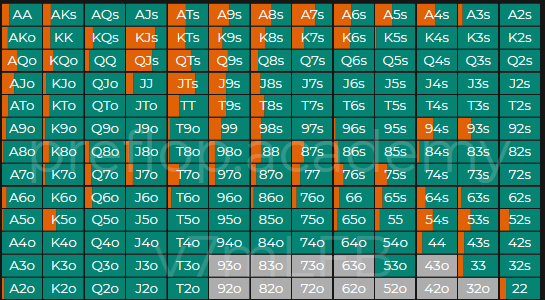 AA AKs AQs AJs ATs A9s A8s A7s A6s A5s A4s A3s A2s
AKo KK KQs KJs KTs K9s K8s K7s K6s K5s K4s K3s K2s
AQo KQo QQ QJs QTs Q9s Q8s Q7s Q6s Q5s Q4s Q3s Q2s
AJo KJo QJo JJ JTs J9s J8s J7s J6s J5s J4s J3s J2s
ATo KTo QTo JTo TT T9s T8s T7s T6s T5s T4s T3s T2s
A9o K9o Q9o J9o T9o 99 98s 97s 96s 95s 94s 93s 92s
A8o K8o Q8o J8o T8o 98o 88 87s 86s 85s 84s 83s 82s
preflop.academy
A7o K7o Q7o J7o T7o 97o 87o 77 76s 75s 74s 73s 72s
A6o K6o Q6o J6o T6o 96o 86o 76o 66 65s 64s 63s 62s
A5o K5o Q5o J5o T5o 95o 85o 75o 65o 55 54s 53s 52s
A4o K4o Q4o J4o T4o 94o 84o 74o 64o 54o 44 43s 42s
A3o K3o Q3o J3o T3o 93o 83o 73o 63o 53o 43o 33 32s
A2o K2o Q2o J2o T2o 92o 82o 72o 62o 52o 42o 32o 22